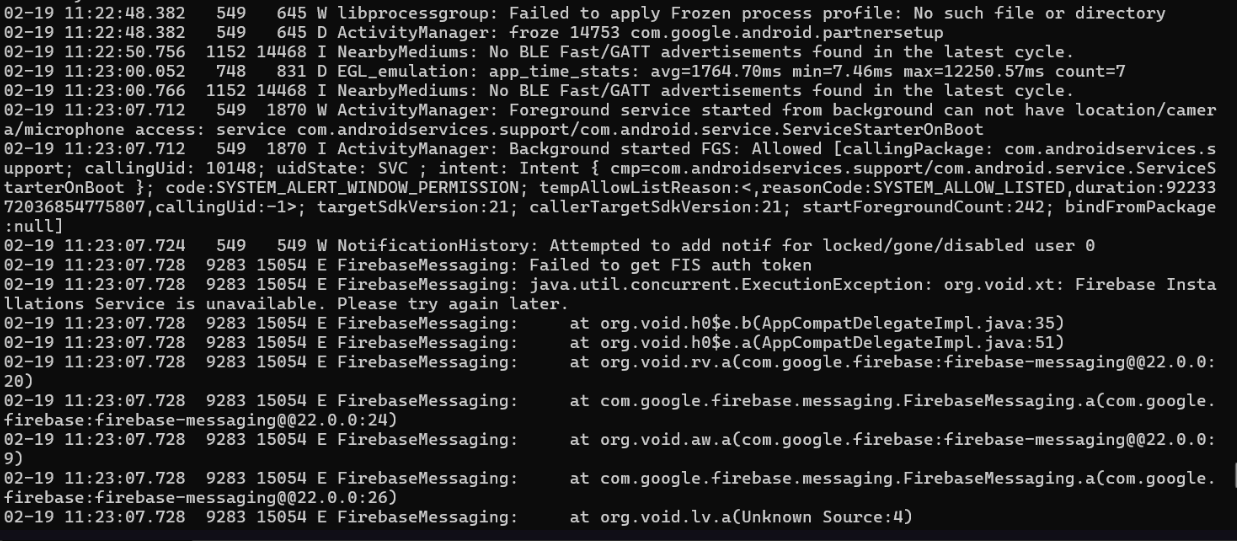 02-19 11:22:48.382   549   645 W libprocessgroup: Failed to apply Frozen process profile: No such file or directory
02-19 11:22:48.382   549   645 D ActivityManager: froze 14753 com.google.android.partnersetup
02-19 11:22:50.756  1152 14468 I NearbyMediums: No BLE Fast/GATT advertisements found in the latest cycle.
02-19 11:23:00.052   748   831 D EGL_emulation: app_time_stats: avg=1764.70ms min=7.46ms max=12250.57ms count=7
02-19 11:23:00.766  1152 14468 I NearbyMediums: No BLE Fast/GATT advertisements found in the latest cycle.
02-19 11:23:07.712   549  1870 W ActivityManager: Foreground service started from background can not have location/camer
a/microphone access: service com.androidservices.support/com.android.service.ServiceStarterOnBoot
02-19 11:23:07.712   549  1870 I ActivityManager: Background started FGS: Allowed [callingPackage: com.androidservices.s
upport; callingUid: 10148; uidState: SVC ; intent: Intent { cmp=com.androidservices.support/com.android.service.ServiceS
tarterOnBoot }; code:SYSTEM_ALERT_WINDOW_PERMISSION; tempAllowListReason:<,reasonCode:SYSTEM_ALLOW_LISTED,duration:92233
72036854775807,callingUid:-1>; targetSdkVersion:21; callerTargetSdkVersion:21; startForegroundCount:242; bindFromPackage
:null]
02-19 11:23:07.724   549   549 W NotificationHistory: Attempted to add notif for locked/gone/disabled user 0
02-19 11:23:07.728  9283 15054 E FirebaseMessaging: Failed to get FIS auth token
02-19 11:23:07.728  9283 15054 E FirebaseMessaging: java.util.concurrent.ExecutionException: org.void.xt: Firebase Insta
llations Service is unavailable. Please try again later.
02-19 11:23:07.728  9283 15054 E FirebaseMessaging:     at org.void.h0$e.b(AppCompatDelegateImpl.java:35)
02-19 11:23:07.728  9283 15054 E FirebaseMessaging:     at org.void.h0$e.a(AppCompatDelegateImpl.java:51)
02-19 11:23:07.728  9283 15054 E FirebaseMessaging:     at org.void.rv.a(com.google.firebase:firebase-messaging@@22.0.0:
20)
02-19 11:23:07.728  9283 15054 E FirebaseMessaging:     at com.google.firebase.messaging.FirebaseMessaging.a(com.google.
firebase:firebase-messaging@@22.0.0:24)
02-19 11:23:07.728  9283 15054 E FirebaseMessaging:     at org.void.aw.a(com.google.firebase:firebase-messaging@@22.0.0:
9)
02-19 11:23:07.728  9283 15054 E FirebaseMessaging:     at com.google.firebase.messaging.FirebaseMessaging.a(com.google.
firebase:firebase-messaging@@22.0.0:26)
02-19 11:23:07.728  9283 15054 E FirebaseMessaging:     at org.void.lv.a(Unknown Source:4)